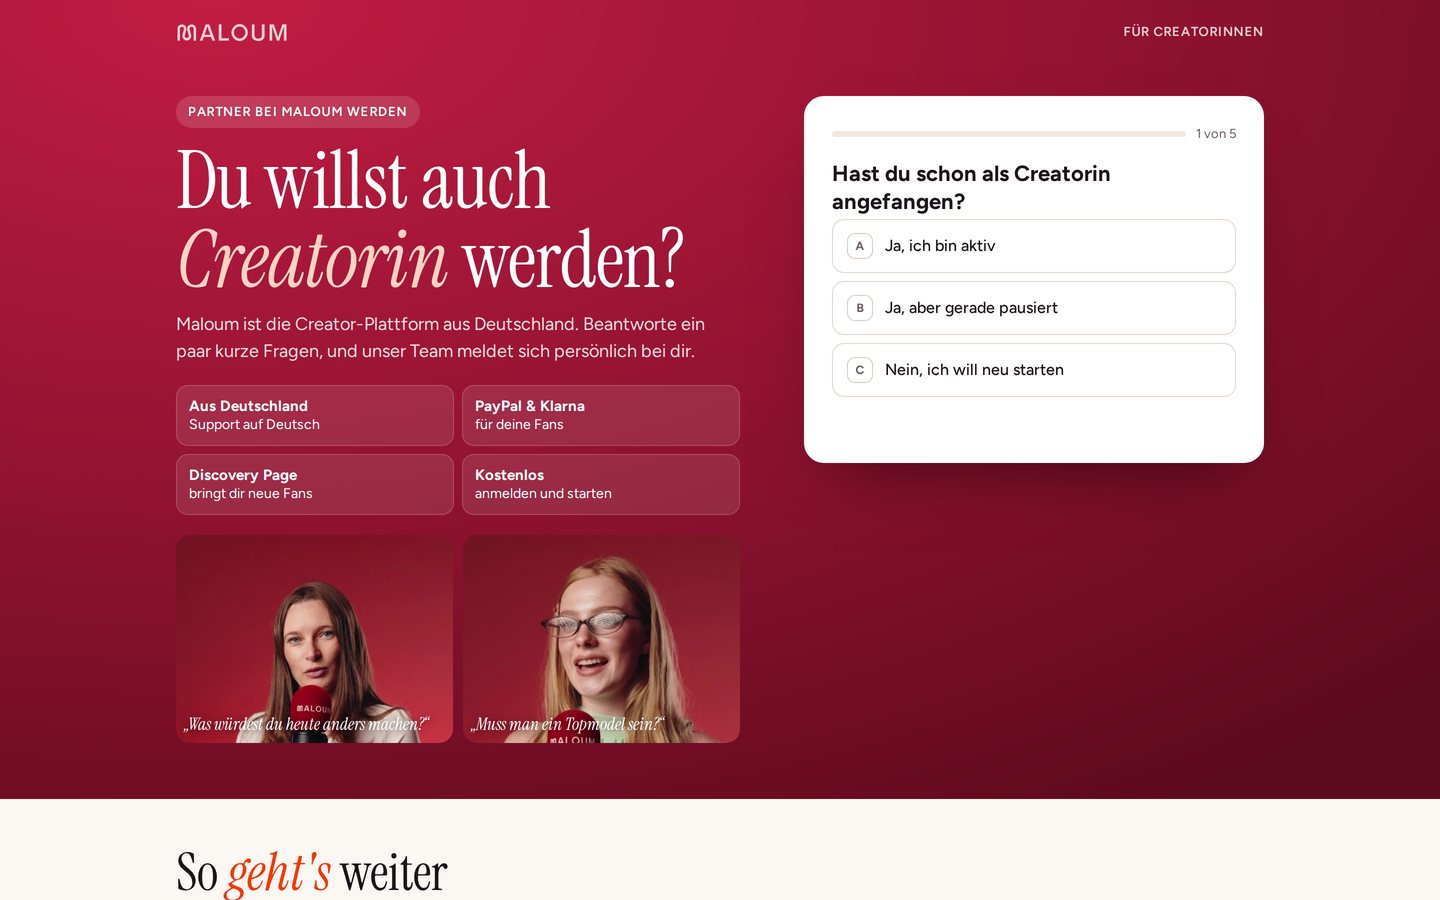 MALOUM
FÜR CREATORINNEN
PARTNER BEI MALOUM WERDEN
Du willst auch
Creatorin werden?
Maloum ist die Creator-Plattform aus Deutschland. Beantworte ein
paar kurze Fragen, und unser Team meldet sich persönlich bei dir.
Aus Deutschland
Support auf Deutsch
PayPal & Klarna
für deine Fans
Discovery Page
bringt dir neue Fans
Kostenlos
anmelden und starten
MALOUM
„Was würdest du heute anders machen?“
„Muss man ein Topmodel sein?“
MALOUM
1 von 5
Hast du schon als Creatorin
angefangen?
A Ja, ich bin aktiv
B Ja, aber gerade pausiert
C Nein, ich will neu starten
So geht's weiter